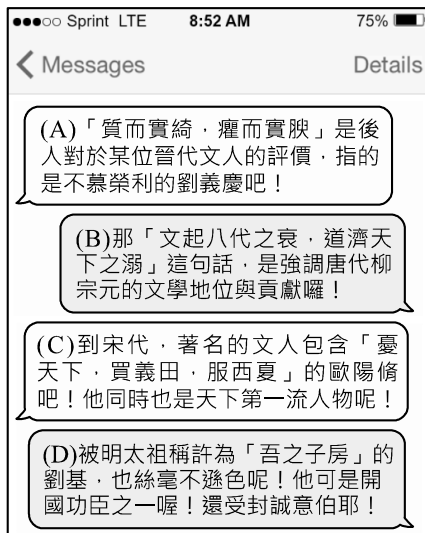 ●●●○○ Sprint LTE 8:52 AM 75%
Messages Details
(A)「質而實綺，癯而實腴」是後
人對於某位晉代文人的評價，指的
是不慕榮利的劉義慶吧！
(B)那「文起八代之衰，道濟天
下之溺」這句話，是強調唐代柳
宗元的文學地位與貢獻囉！
(C)到宋代，著名的文人包含「憂
天下，買義田，服西夏」的歐陽脩
吧！他同時也是天下第一流人物呢！
(D)被明太祖稱許為「吾之子房」的
劉基，也絲毫不遜色呢！他可是開
國功臣之一喔！還受封誠意伯耶！